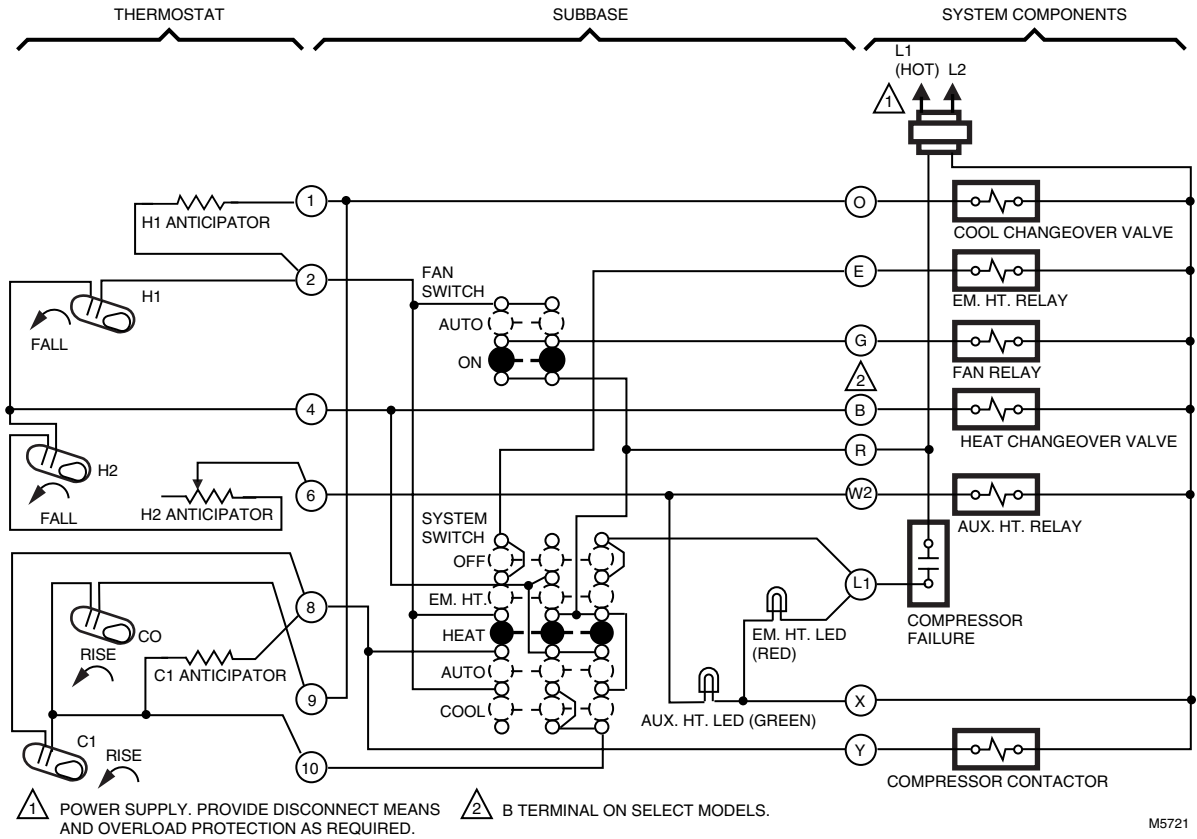 THERMOSTAT
SUBBASE
SYSTEM COMPONENTS
L1
(HOT) L2
1
H1 ANTICIPATOR
1
O
COOL CHANGEOVER VALVE
2
FAN
SWITCH
E
EM. HT. RELAY
H1
FALL
AUTO
ON
G
FAN RELAY
2
4
B
HEAT CHANGEOVER VALVE
R
H2
FALL
H2 ANTICIPATOR
6
W2
AUX. HT. RELAY
SYSTEM
SWITCH
OFF
EM. HT.
HEAT
AUTO
COOL
L1
COMPRESSOR
FAILURE
EM. HT. LED
(RED)
8
CO
RISE
C1 ANTICIPATOR
9
AUX. HT. LED (GREEN)
X
C1
RISE
10
Y
COMPRESSOR CONTACTOR
1 POWER SUPPLY. PROVIDE DISCONNECT MEANS
AND OVERLOAD PROTECTION AS REQUIRED.
2 B TERMINAL ON SELECT MODELS.
M5721